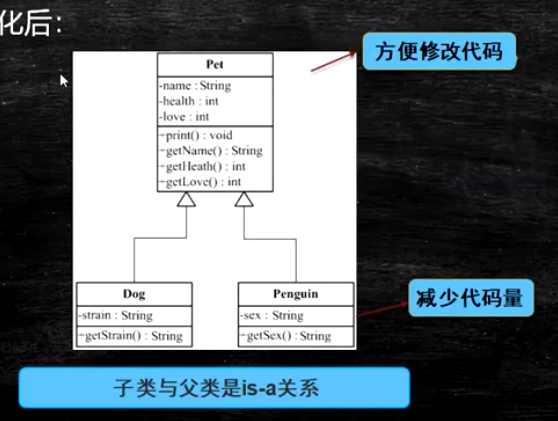 化后：
方便修改代码
Pet
-name : String
-health : int
-love : int
+print() : void
+getName() : String
+getHeath() : int
+getLove() : int
Dog
-strain : String
+getStrain() : String
Penguin
-sex : String
+getSex() : String
减少代码量
子类与父类是is-a关系